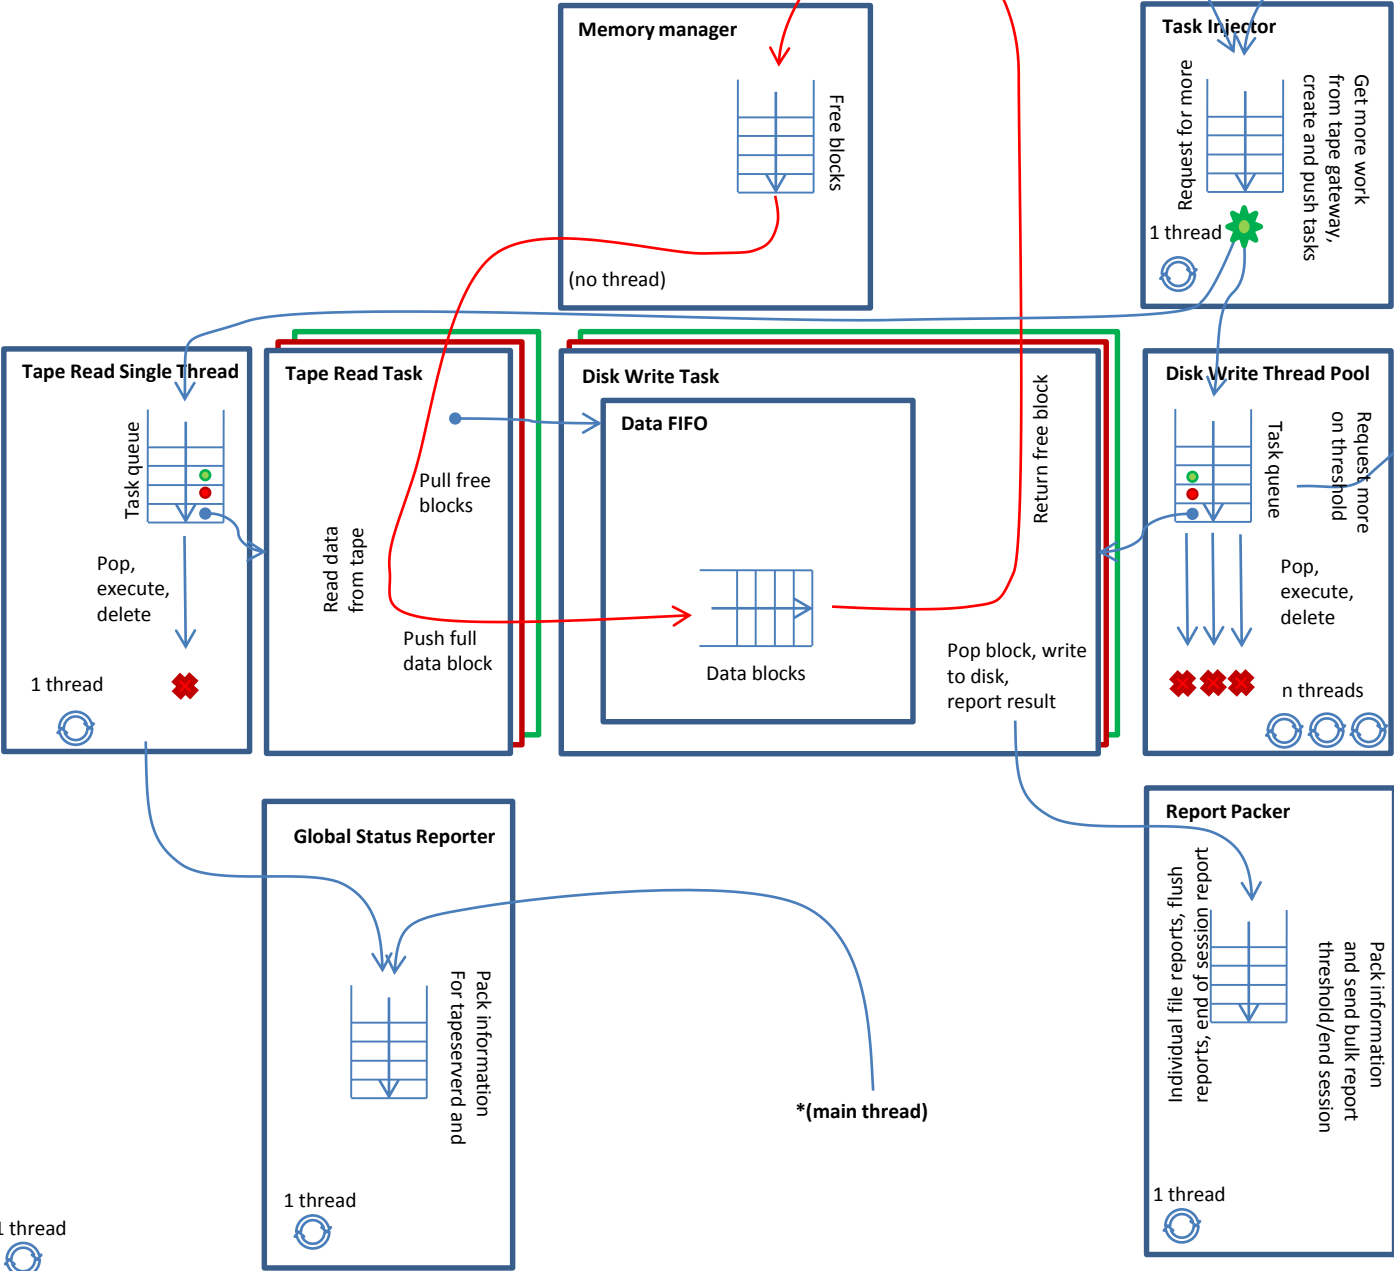 Memory manager
Free blocks
(no thread)
Task Injector
Request for more
Get more work
from tape gateway,
create and push tasks
1 thread
Tape Read Single Thread
Task queue
Pop,
execute,
delete
1 thread
Tape Read Task
Pull free
blocks
Read data
from tape
Push full
data block
Disk Write Task
Data FIFO
Data blocks
Return free block
Pop block, write
to disk,
report result
Disk Write Thread Pool
Task queue
Request more
on threshold
Pop,
execute,
delete
n threads
Global Status Reporter
Pack information
For tapeserverd and
1 thread
*(main thread)
Report Packer
Individual file reports, flush
reports, end of session report
Pack information
and send bulk report
threshold/end session
1 thread
1 thread